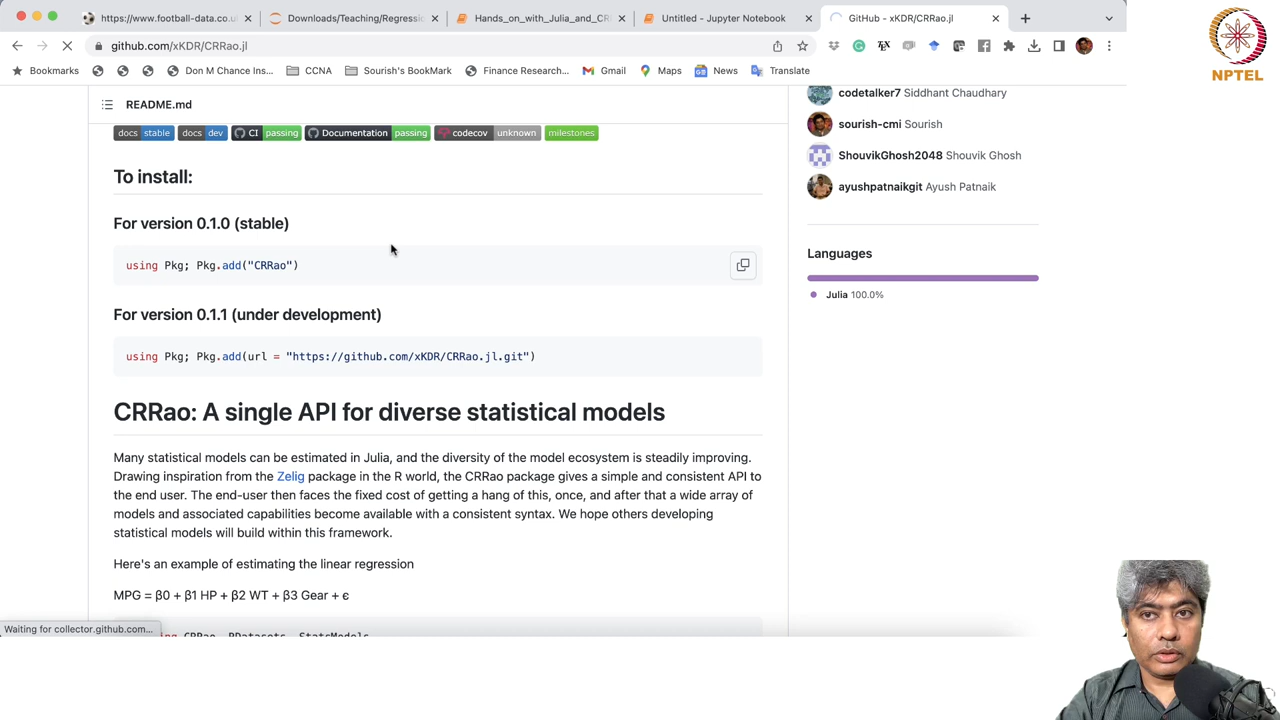 https://www.football-data.co.u
Downloads/Teaching/Regressi
Hands_on_with_Julia_and_CR
Untitled - Jupyter Notebook
GitHub - xKDR/CRRao.jl
github.com/xKDR/CRRao.jl
Bookmarks
Don M Chance Ins...
CCNA
Sourish's BookMark
Finance Research...
Gmail
Maps
News
Translate
NPTEL
README.md
docs stable
docs dev
CI passing
Documentation passing
codecov unknown
milestones
To install:
For version 0.1.0 (stable)
using Pkg; Pkg.add("CRRao")
For version 0.1.1 (under development)
using Pkg; Pkg.add(url = "https://github.com/xKDR/CRRao.jl.git")
CRRao: A single API for diverse statistical models
Many statistical models can be estimated in Julia, and the diversity of the model ecosystem is steadily improving.
Drawing inspiration from the Zelig package in the R world, the CRRao package gives a simple and consistent API to
the end user. The end-user then faces the fixed cost of getting a hang of this, once, and after that a wide array of
models and associated capabilities become available with a consistent syntax. We hope others developing
statistical models will build within this framework.
Here's an example of estimating the linear regression
MPG = β0 + β1 HP + β2 WT + β3 Gear + ϵ
Waiting for collector.github.com...
codetalker7 Siddhant Chaudhary
sourish-cmi Sourish
ShouvikGhosh2048 Shouvik Ghosh
ayushpatnaikgit Ayush Patnaik
Languages
Julia 100.0%